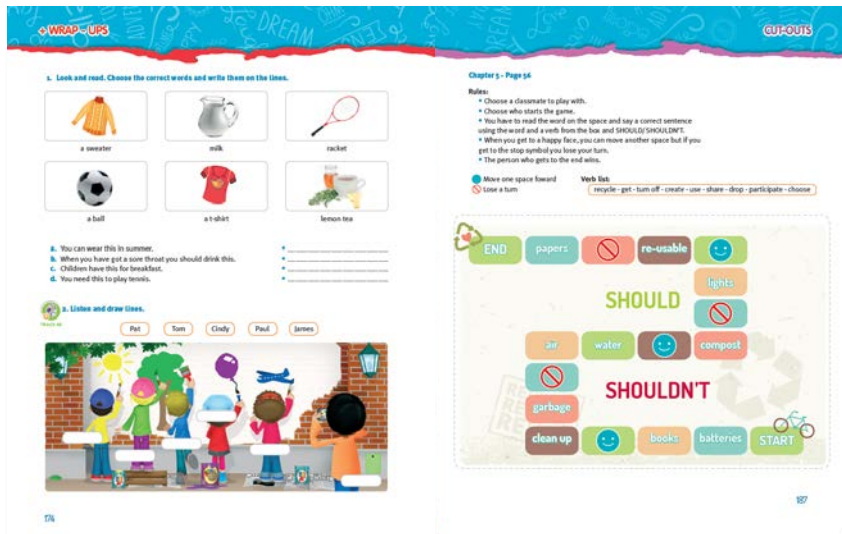 + WRAP - UPS
1. Look and read. Choose the correct words and write them on the lines.
a sweater
milk
racket
a ball
a t-shirt
lemon tea
a. You can wear this in summer.
b. When you have got a sore throat you should drink this.
c. Children have this for breakfast.
d. You need this to play tennis.
2. Listen and draw lines.
Pat
Tom
Cindy
Paul
James
176
CUT-OUTS
Chapter 5 - Page 56
Rules:
• Choose a classmate to play with.
• Choose who starts the game.
• You have to read the word on the space and say a correct sentence
using the word and a verb from the box and SHOULD/ SHOULDN'T.
• When you get to a happy face, you can move another space but if you
get to the stop symbol you lose your turn.
• The person who gets to the end wins.
Move one space foward
Lose a turn
Verb list:
recycle - get - turn off - create - use - share - drop - participate - choose
END
papers
re-usable
lights
SHOULD
air
water
compost
SHOULDN'T
garbage
clean up
books
batteries
START
187